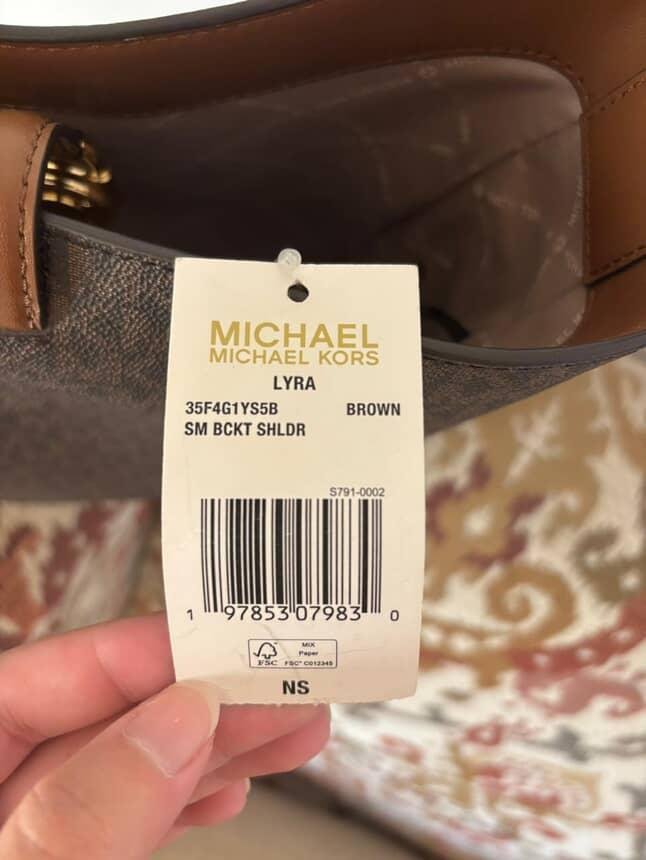 MICHAEL
MICHAEL KORS
LYRA
35F4G1YS5B BROWN
SM BCKT SHLDR
S791-0002
1 97853 07983 0
MIX
Paper
FSC FSC® C012345
NS